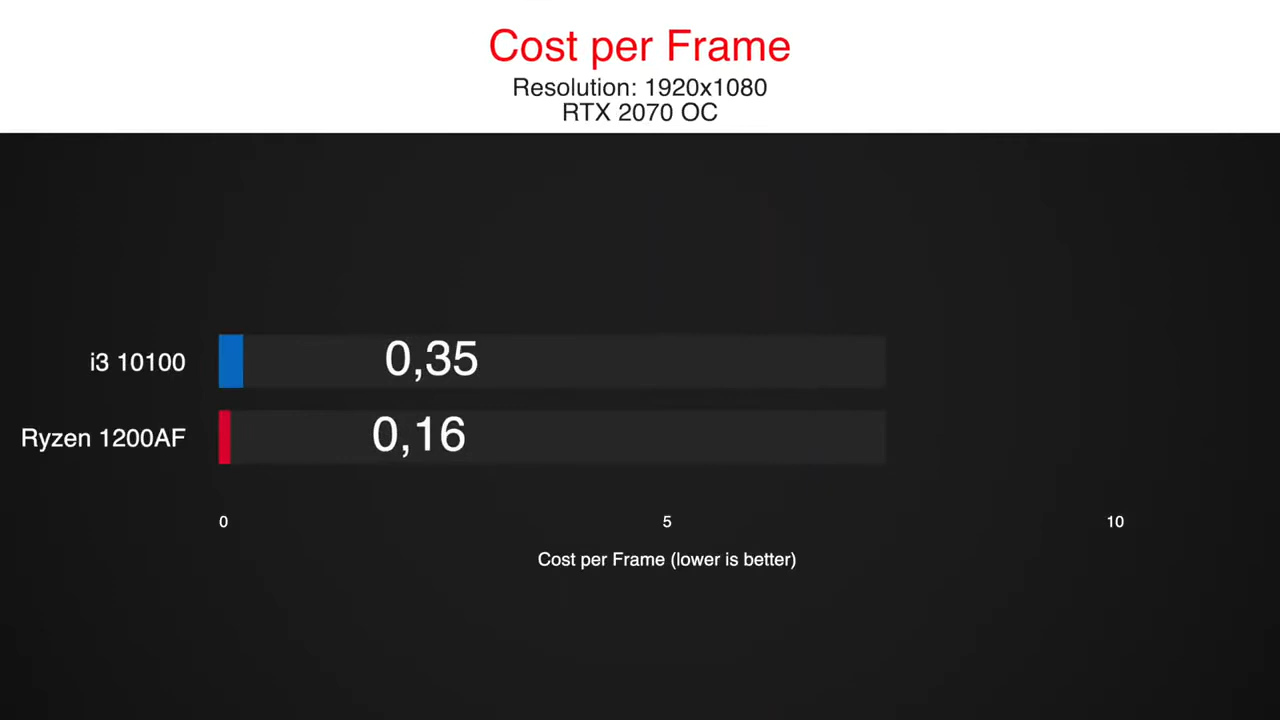 Cost per Frame
Resolution: 1920x1080
RTX 2070 OC
i3 10100
0,35
Ryzen 1200AF
0,16
0 5 10
Cost per Frame (lower is better)